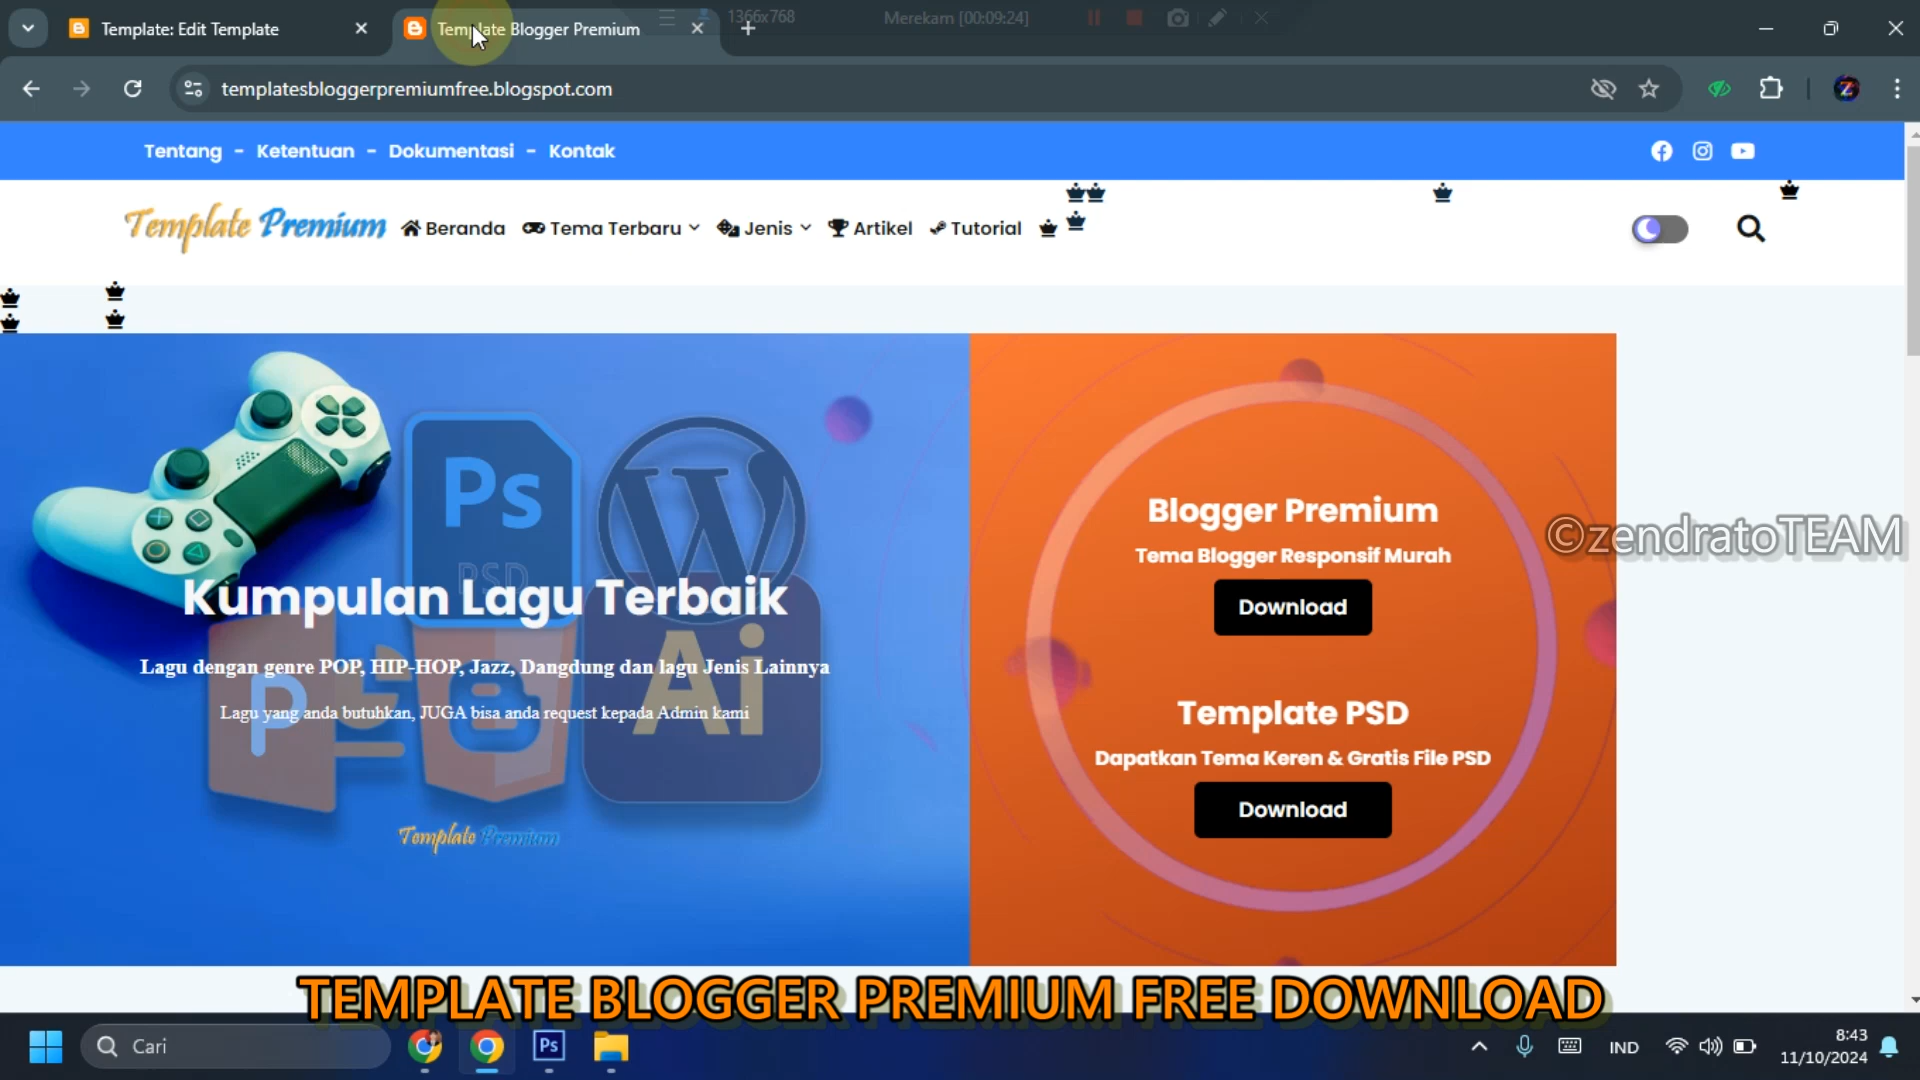 Template: Edit Template
Template Blogger Premium
1366x768
Merekam [00:09:24]
templatesbloggerpremiumfree.blogspot.com
Tentang - Ketentuan - Dokumentasi - Kontak
Template Premium
Beranda
Tema Terbaru
Jenis
Artikel
Tutorial
Ps
PSD
Kumpulan Lagu Terbaik
Lagu dengan genre POP, HIP-HOP, Jazz, Dangdung dan lagu Jenis Lainnya
Lagu yang anda butuhkan, JUGA bisa anda request kepada Admin kami
P
Ai
Template Premium
Blogger Premium
Tema Blogger Responsif Murah
Download
Template PSD
Dapatkan Tema Keren & Gratis File PSD
Download
©zendratoTEAM
TEMPLATE BLOGGER PREMIUM FREE DOWNLOAD
Cari
Ps
IND
8:43
11/10/2024